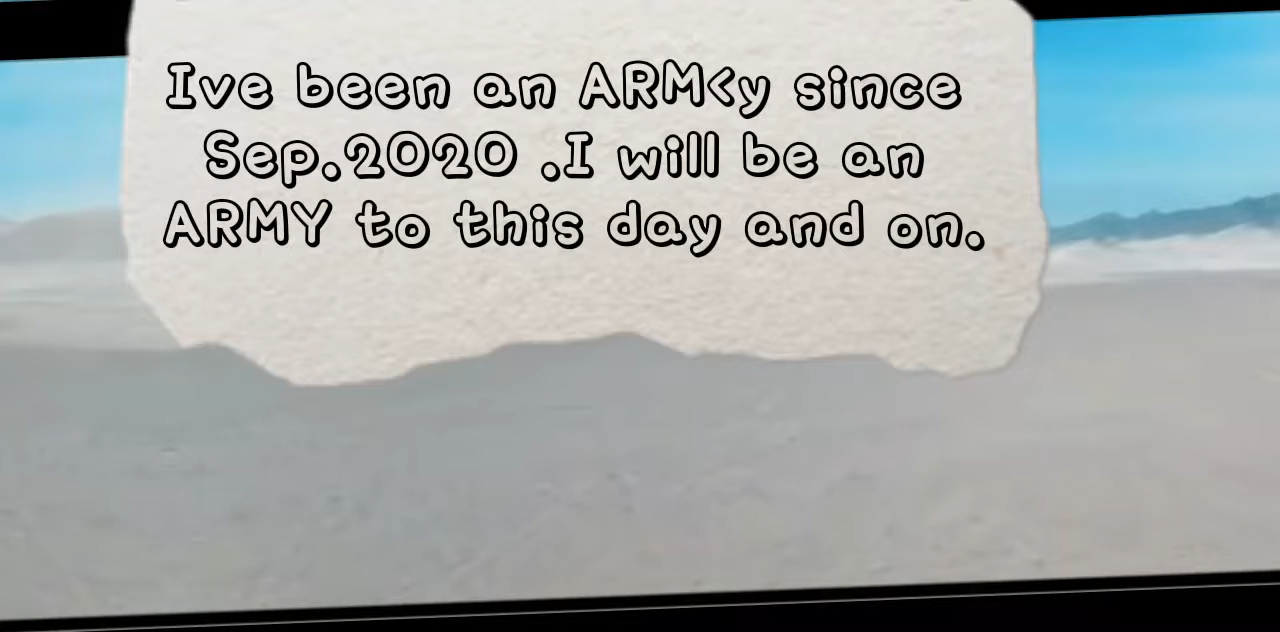 Ive been an ARM<y since
Sep.2020 .I will be an
ARMY to this day and on.